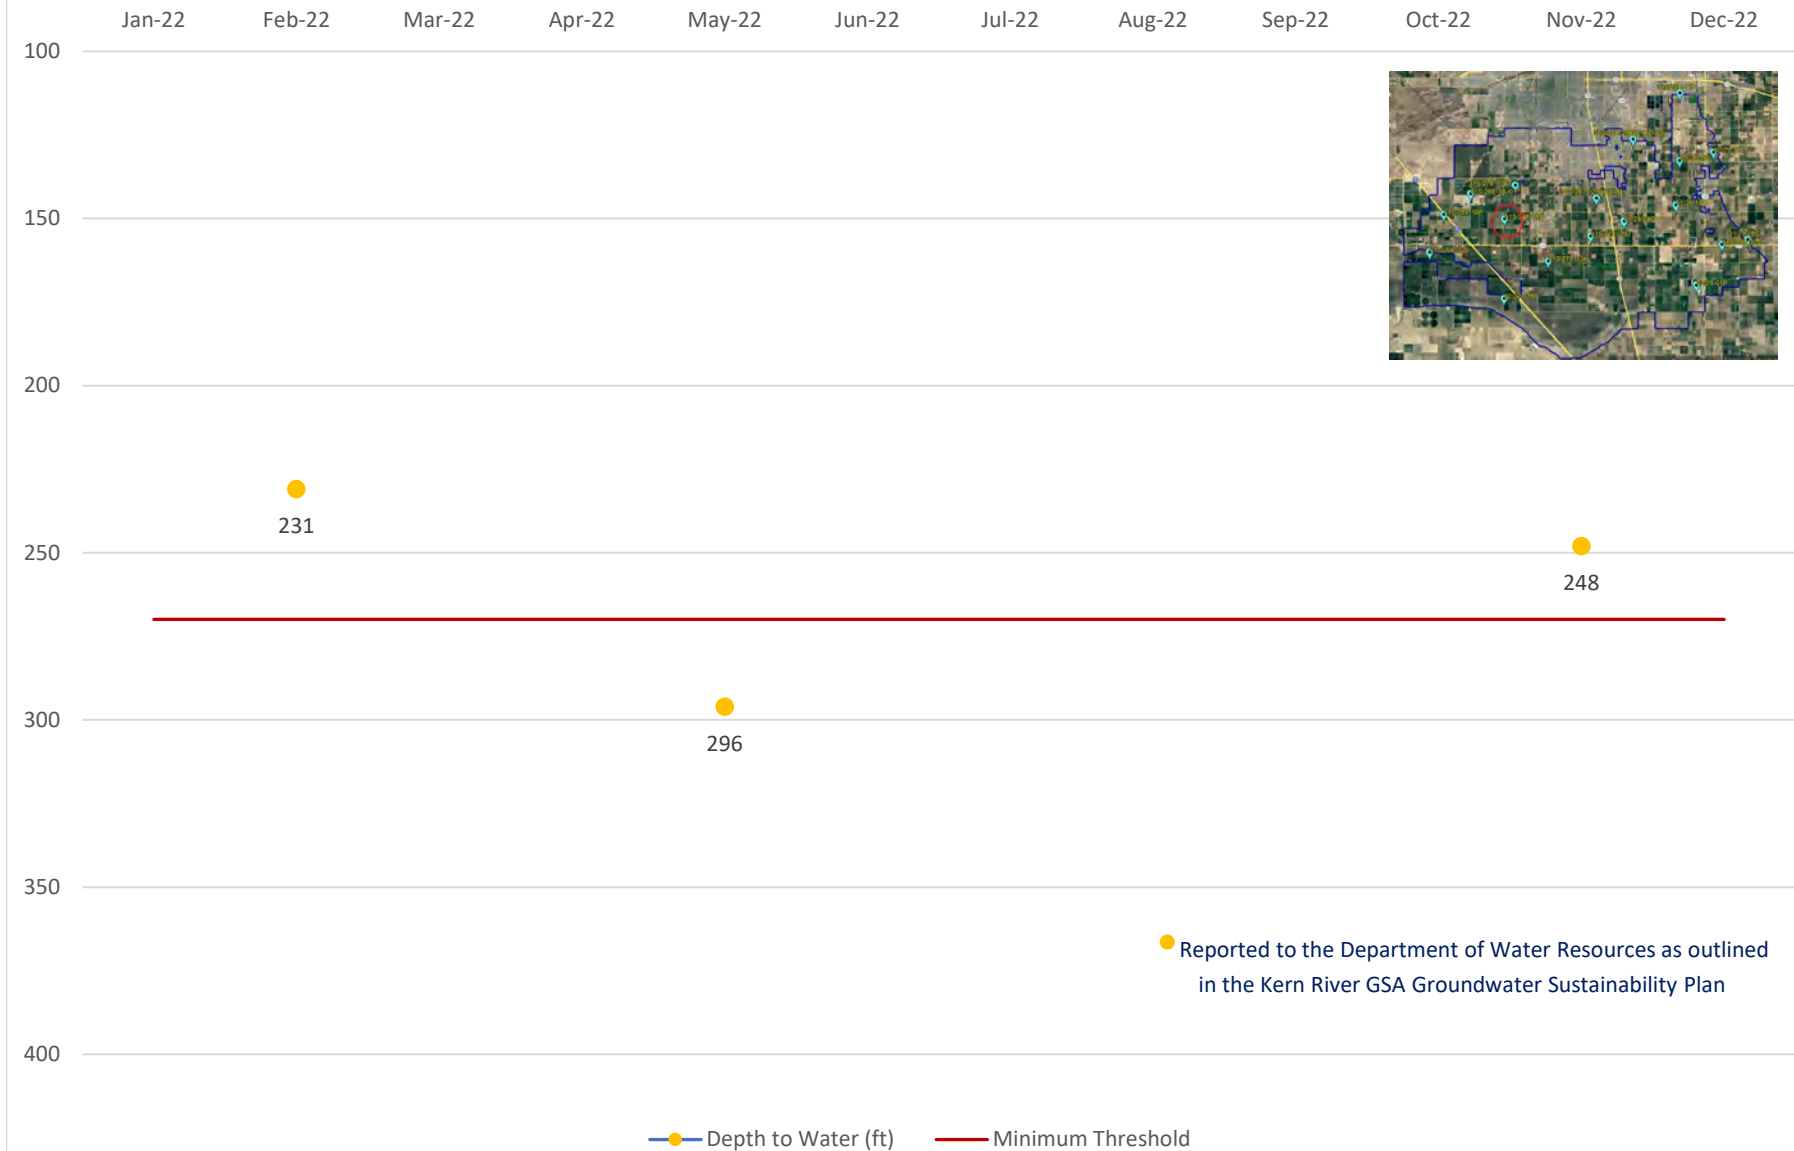 Jan-22 Feb-22 Mar-22 Apr-22 May-22 Jun-22 Jul-22 Aug-22 Sep-22 Oct-22 Nov-22 Dec-22
100
150
200
231
250
248
300
296
350
Reported to the Department of Water Resources as outlined
in the Kern River GSA Groundwater Sustainability Plan
400
Depth to Water (ft) Minimum Threshold